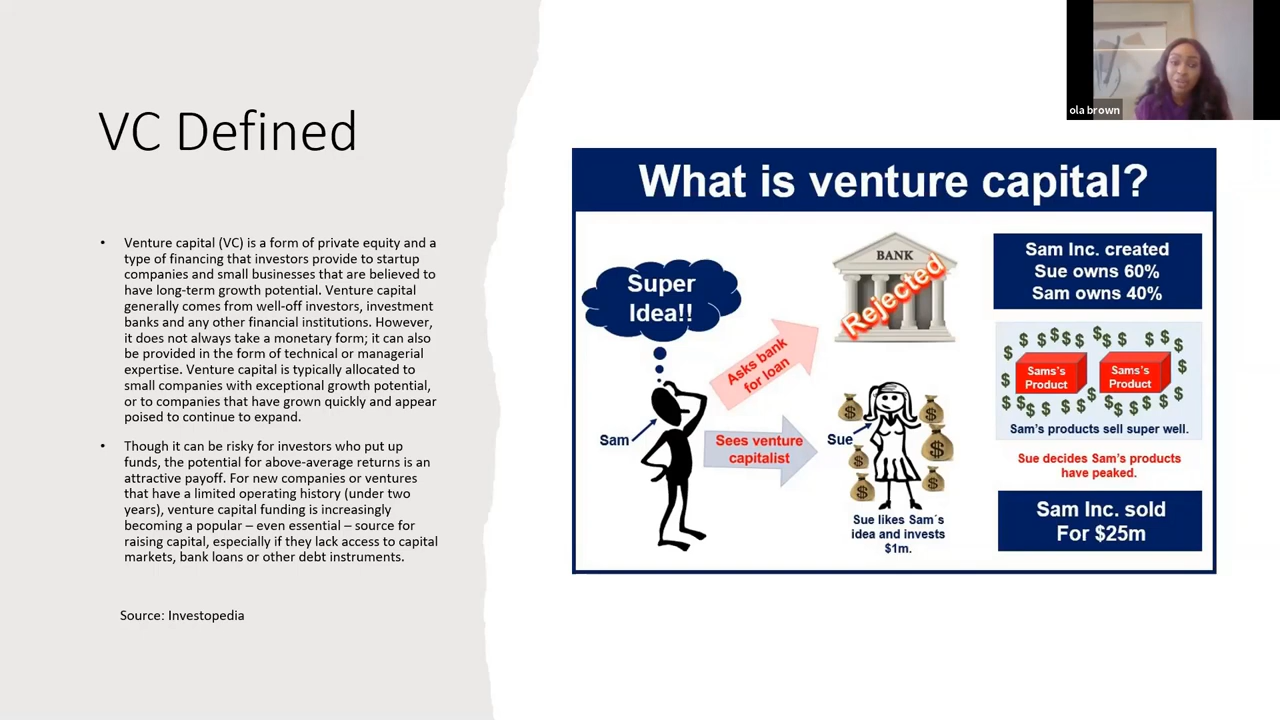 VC Defined
• Venture capital (VC) is a form of private equity and a
type of financing that investors provide to startup
companies and small businesses that are believed to
have long-term growth potential. Venture capital
generally comes from well-off investors, investment
banks and any other financial institutions. However,
it does not always take a monetary form; it can also
be provided in the form of technical or managerial
expertise. Venture capital is typically allocated to
small companies with exceptional growth potential,
or to companies that have grown quickly and appear
poised to continue to expand.
• Though it can be risky for investors who put up
funds, the potential for above-average returns is an
attractive payoff. For new companies or ventures
that have a limited operating history (under two
years), venture capital funding is increasingly
becoming a popular – even essential – source for
raising capital, especially if they lack access to capital
markets, bank loans or other debt instruments.
Source: Investopedia
ola brown
What is venture capital?
Super
Idea!!
Sam
Asks bank
for loan
BANK
Rejected
Sees venture
capitalist
Sue
$
$
$
$
$
$
Sue likes Sam´s
idea and invests
$1m.
Sam Inc. created
Sue owns 60%
Sam owns 40%
$ $ $ $ $ $ $ $ $ $ $ $
Sams's
Product
Sams's
Product
$ $ $ $ $ $ $ $ $ $ $ $
Sam’s products sell super well.
Sue decides Sam’s products
have peaked.
Sam Inc. sold
For $25m